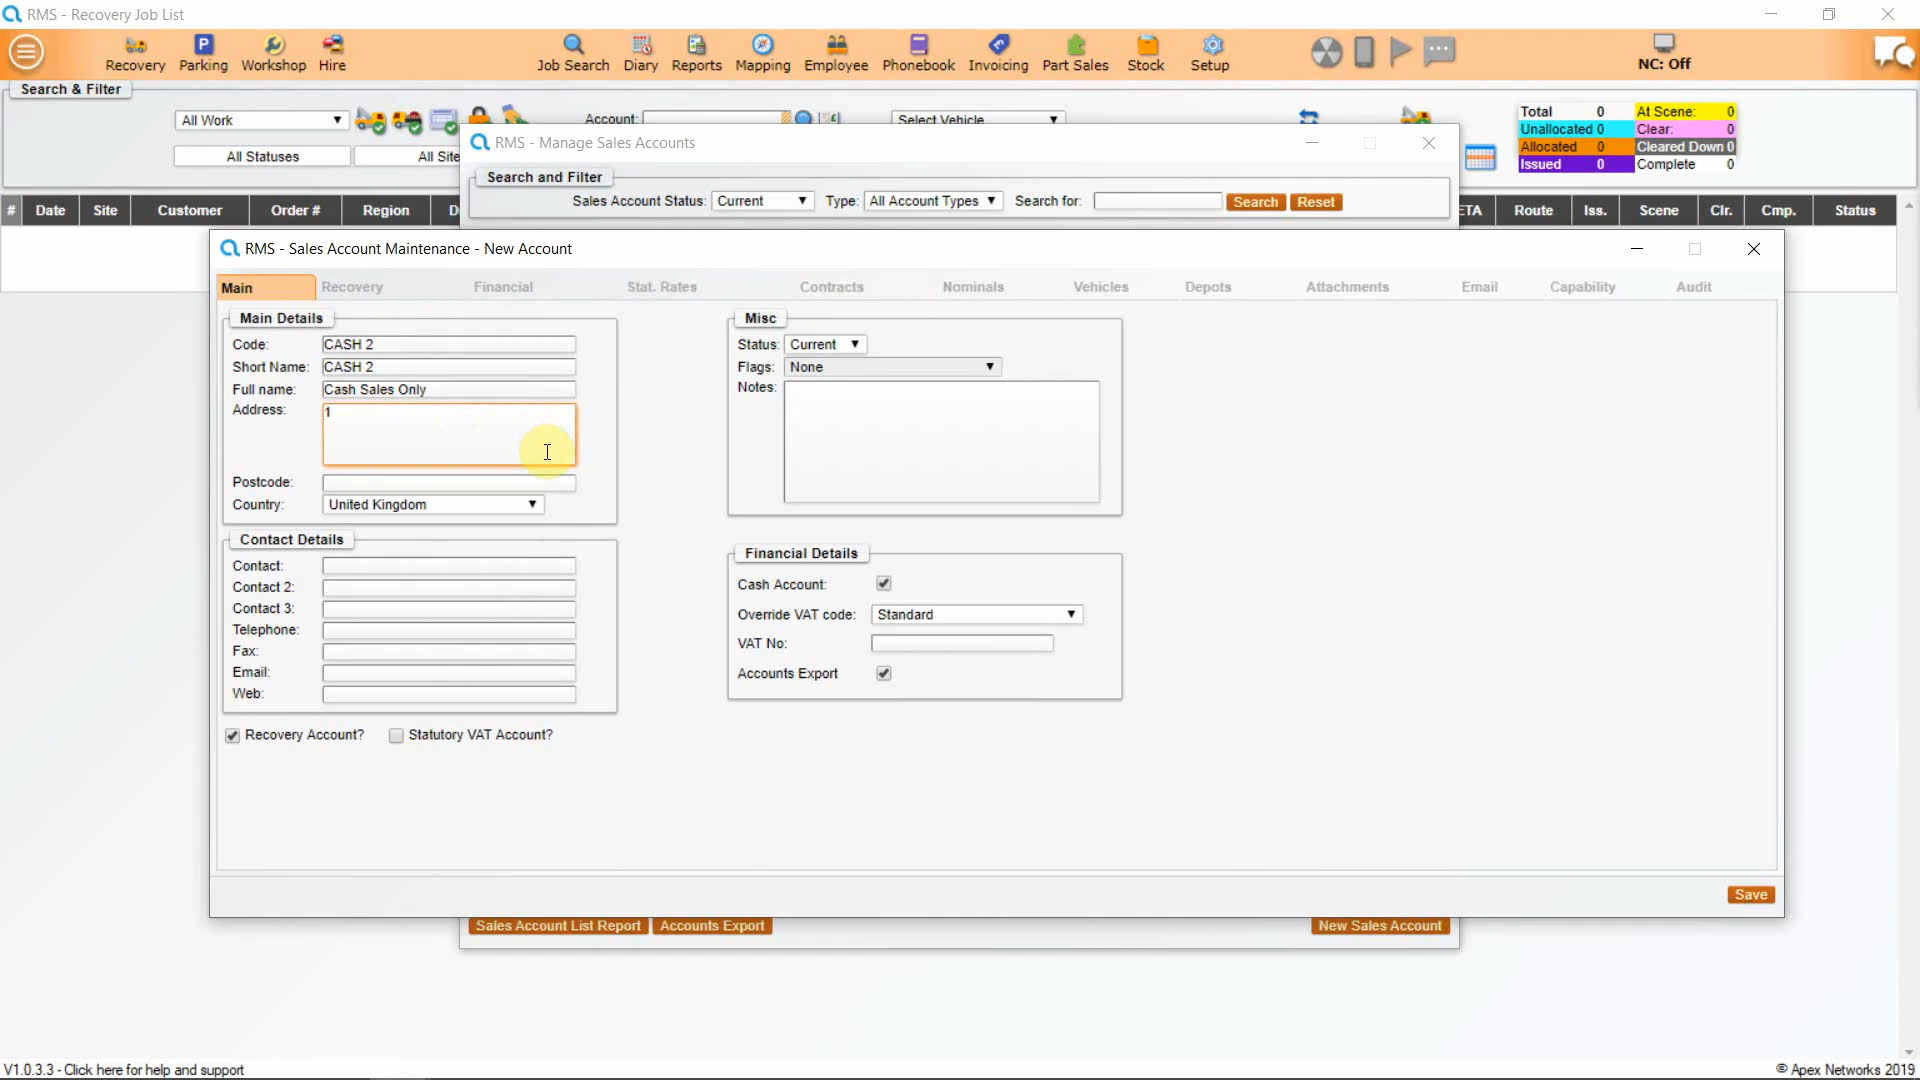 RMS - Recovery Job List
Recovery
Parking
Workshop
Hire
Job Search
Diary
Reports
Mapping
Employee
Phonebook
Invoicing
Part Sales
Stock
Setup
NC: Off
Search & Filter
All Work
Account:
Select Vehicle
All Statuses
All Site
Total 0
At Scene: 0
Unallocated 0
Clear: 0
Allocated 0
Cleared Down 0
Issued 0
Complete 0
RMS - Manage Sales Accounts
Search and Filter
Sales Account Status: Current
Type: All Account Types
Search for:
Search
Reset
# Date Site Customer Order # Region D
ETA Route Iss. Scene Clr. Cmp. Status
RMS - Sales Account Maintenance - New Account
Main Recovery Financial Stat. Rates Contracts Nominals Vehicles Depots Attachments Email Capability Audit
Main Details
Code: CASH 2
Short Name: CASH 2
Full name: Cash Sales Only
Address: 1
Postcode:
Country: United Kingdom
Misc
Status: Current
Flags: None
Notes:
Contact Details
Contact:
Contact 2:
Contact 3:
Telephone:
Fax:
Email:
Web:
Financial Details
Cash Account:
Override VAT code: Standard
VAT No:
Accounts Export
Recovery Account?
Statutory VAT Account?
Save
Sales Account List Report
Accounts Export
New Sales Account
V1.0.3.3 - Click here for help and support
© Apex Networks 2019